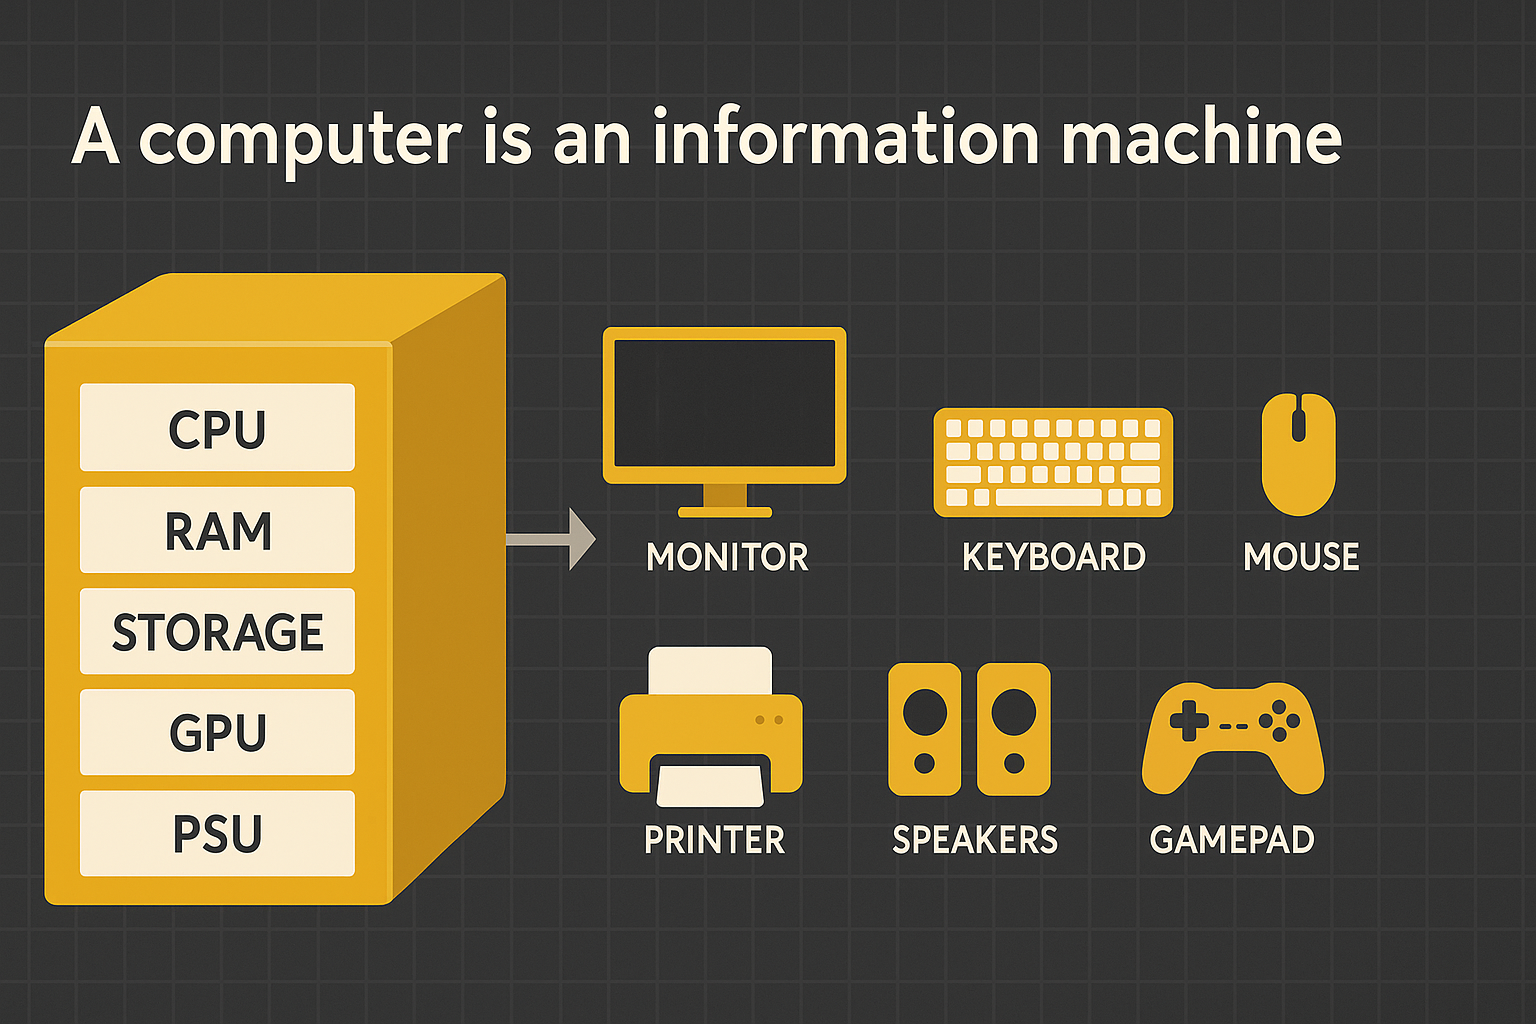 A computer is an information machine
CPU
RAM
STORAGE
GPU
PSU
MONITOR
KEYBOARD
MOUSE
PRINTER
SPEAKERS
GAMEPAD